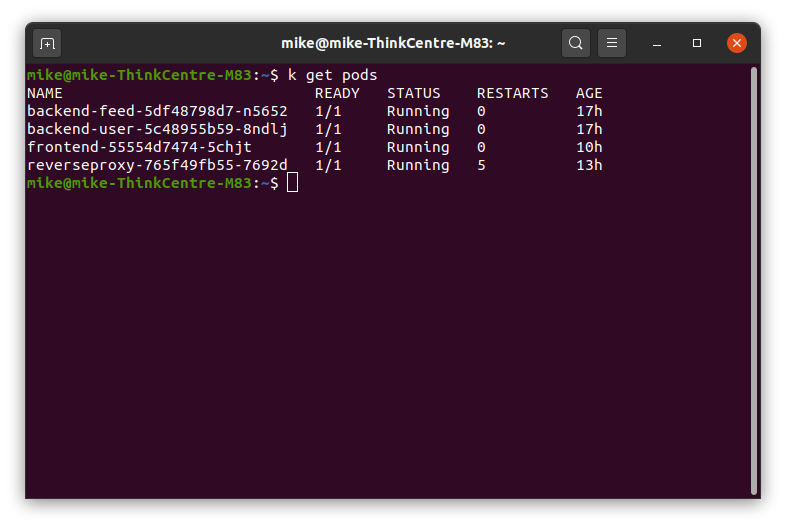 mike@mike-ThinkCentre-M83: ~
mike@mike-ThinkCentre-M83:~$ k get pods
NAME                            READY   STATUS    RESTARTS   AGE
backend-feed-5df48798d7-n5652   1/1     Running   0          17h
backend-user-5c48955b59-8ndlj   1/1     Running   0          17h
frontend-55554d7474-5chjt       1/1     Running   0          10h
reverseproxy-765f49fb55-7692d   1/1     Running   5          13h
mike@mike-ThinkCentre-M83:~$